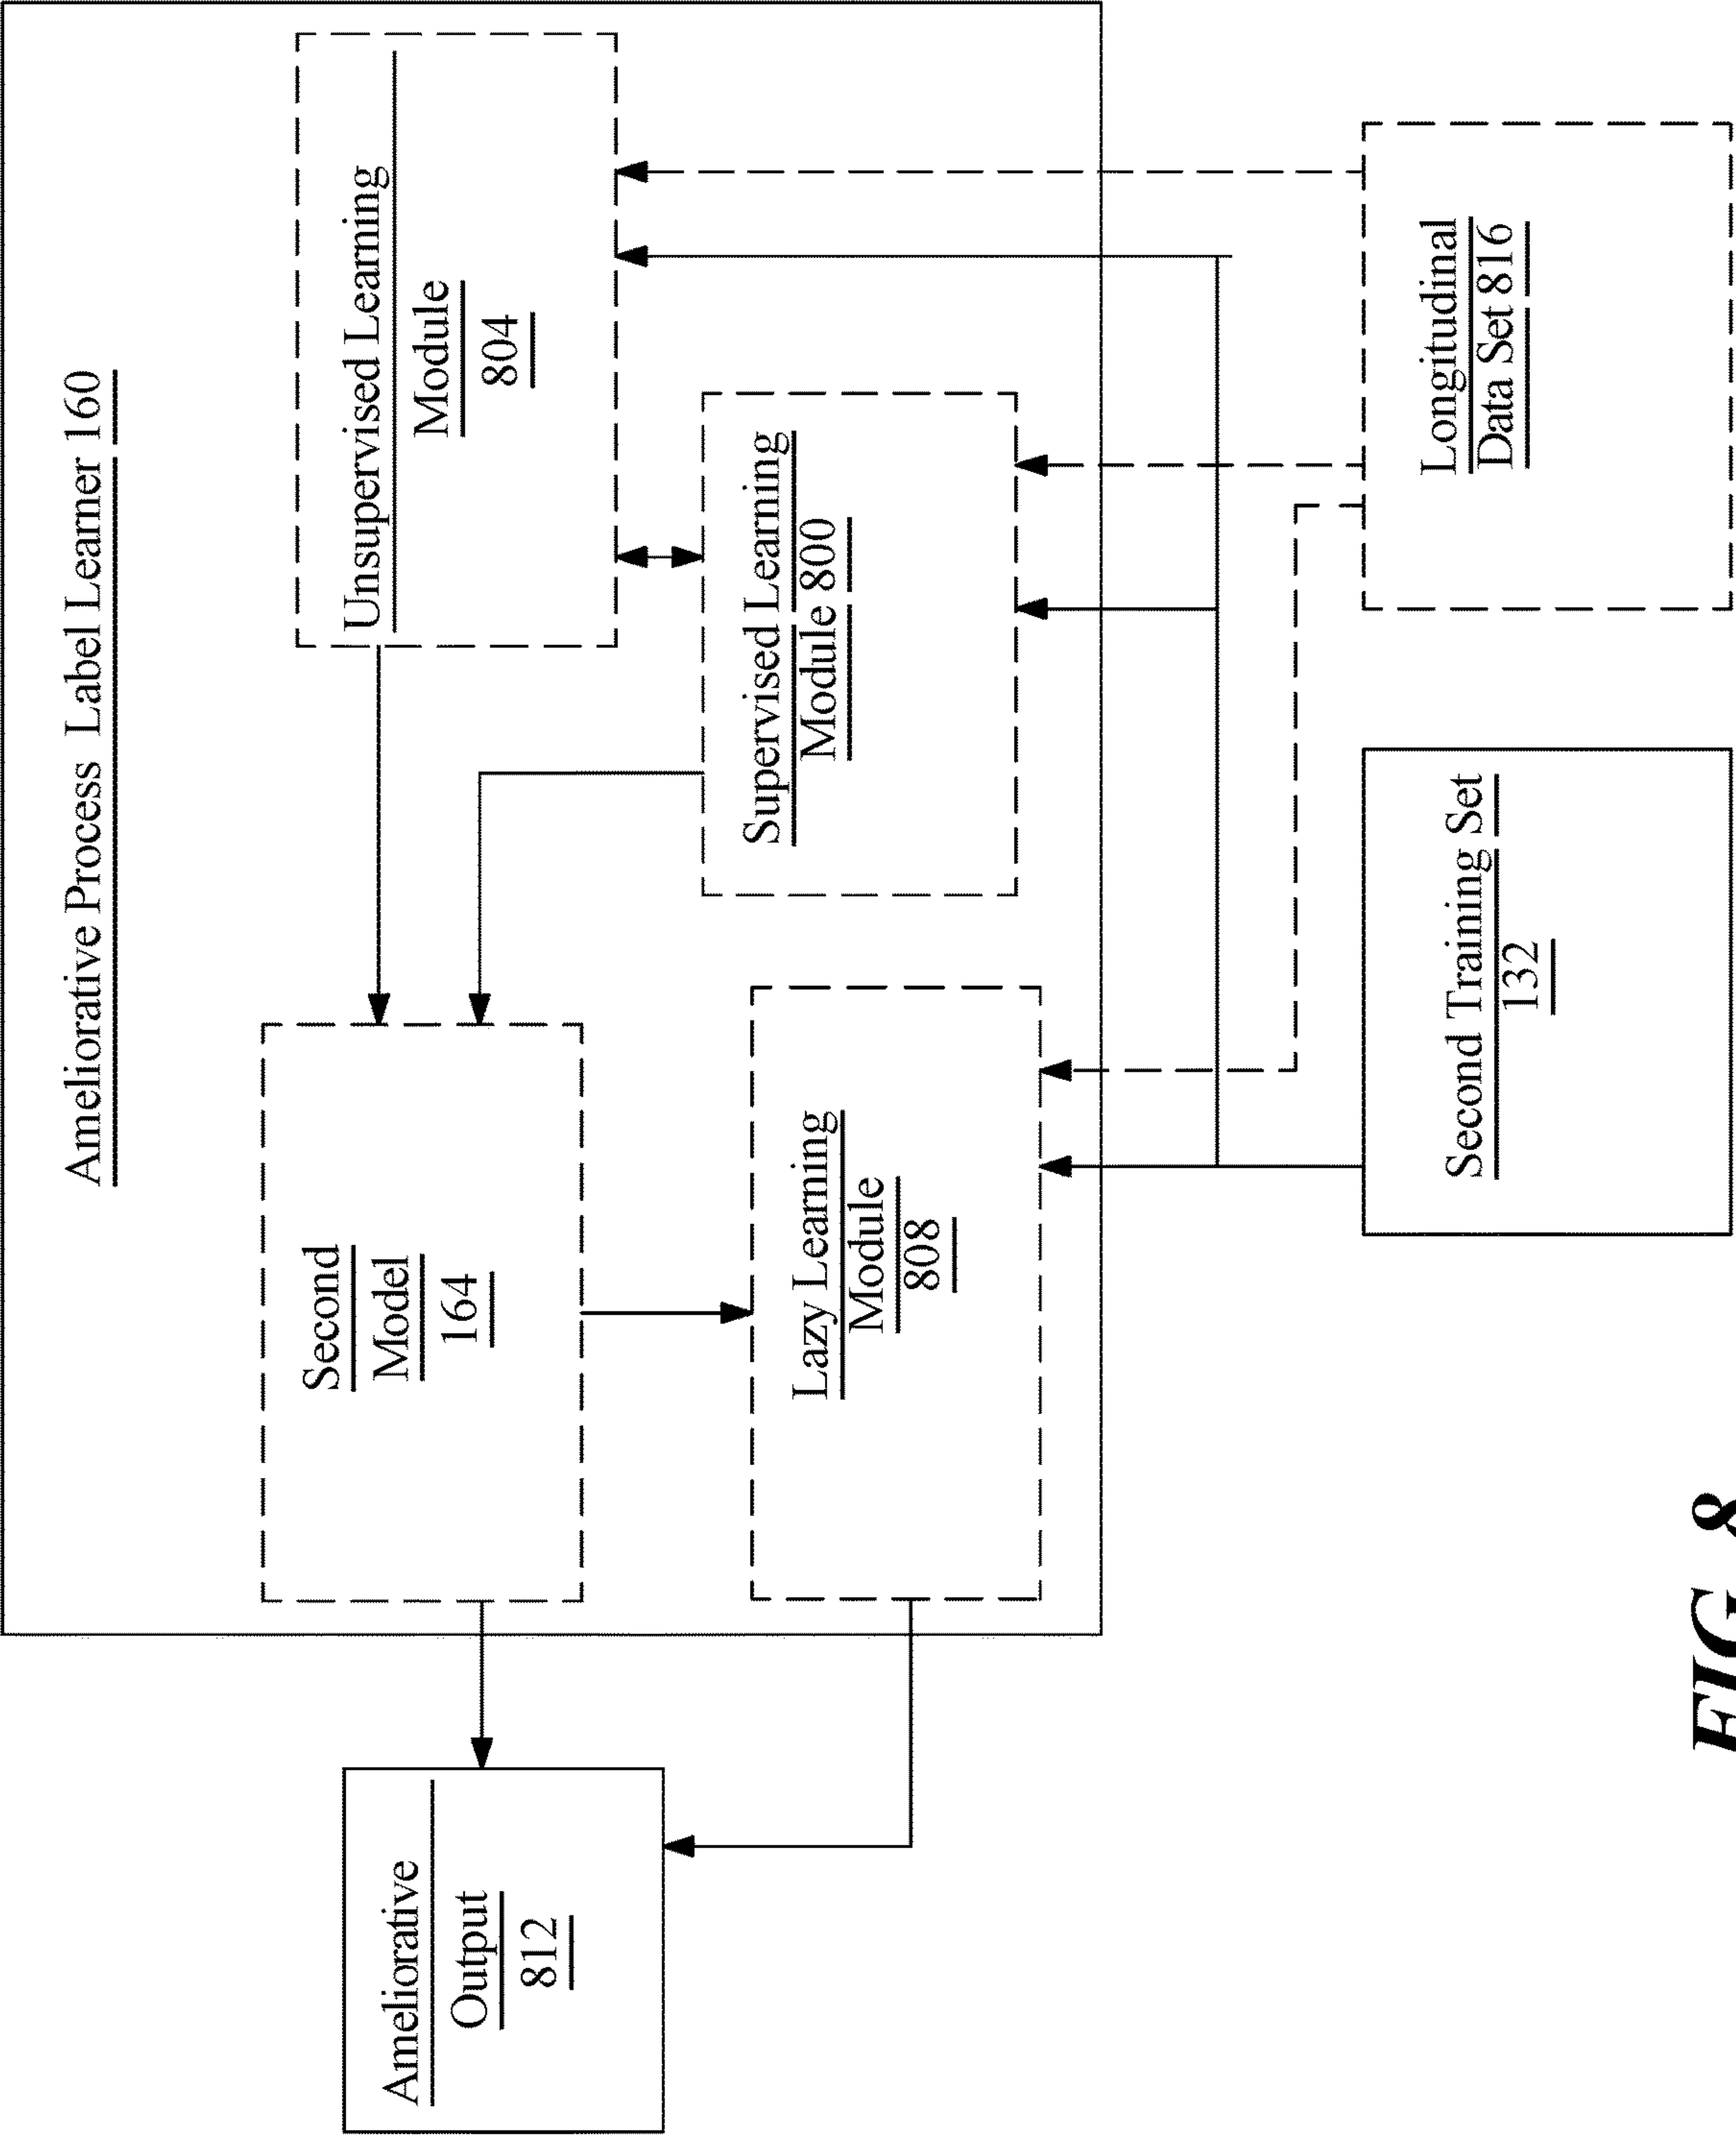 Ameliorative Process Label Learner 160
Ameliorative
Output
812
Second
Model
164
Unsupervised Learning
Module
804
Supervised Learning
Module 800
Lazy Learning
Module
808
Second Training Set
132
Longitudinal
Data Set 816
FIG. 8